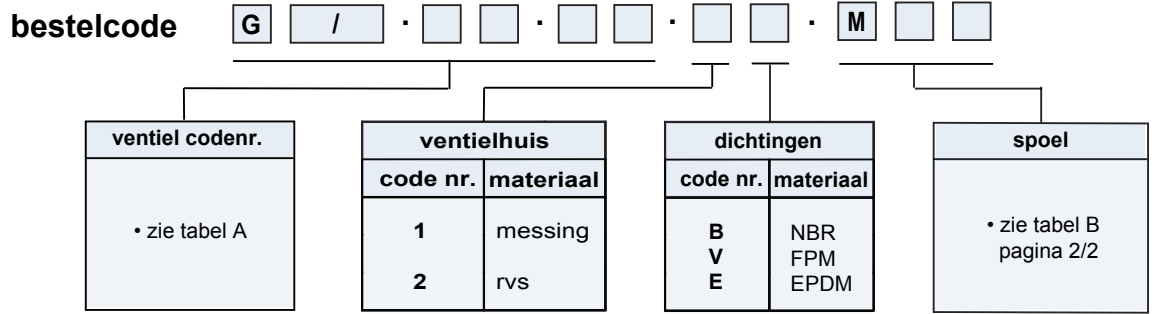 bestelcode G / · · · · M
ventiel codenr.
• zie tabel A
ventielhuis
code nr. materiaal
1 messing
2 rvs
dichtingen
code nr. materiaal
B NBR
V FPM
E EPDM
spoel
• zie tabel B
pagina 2/2